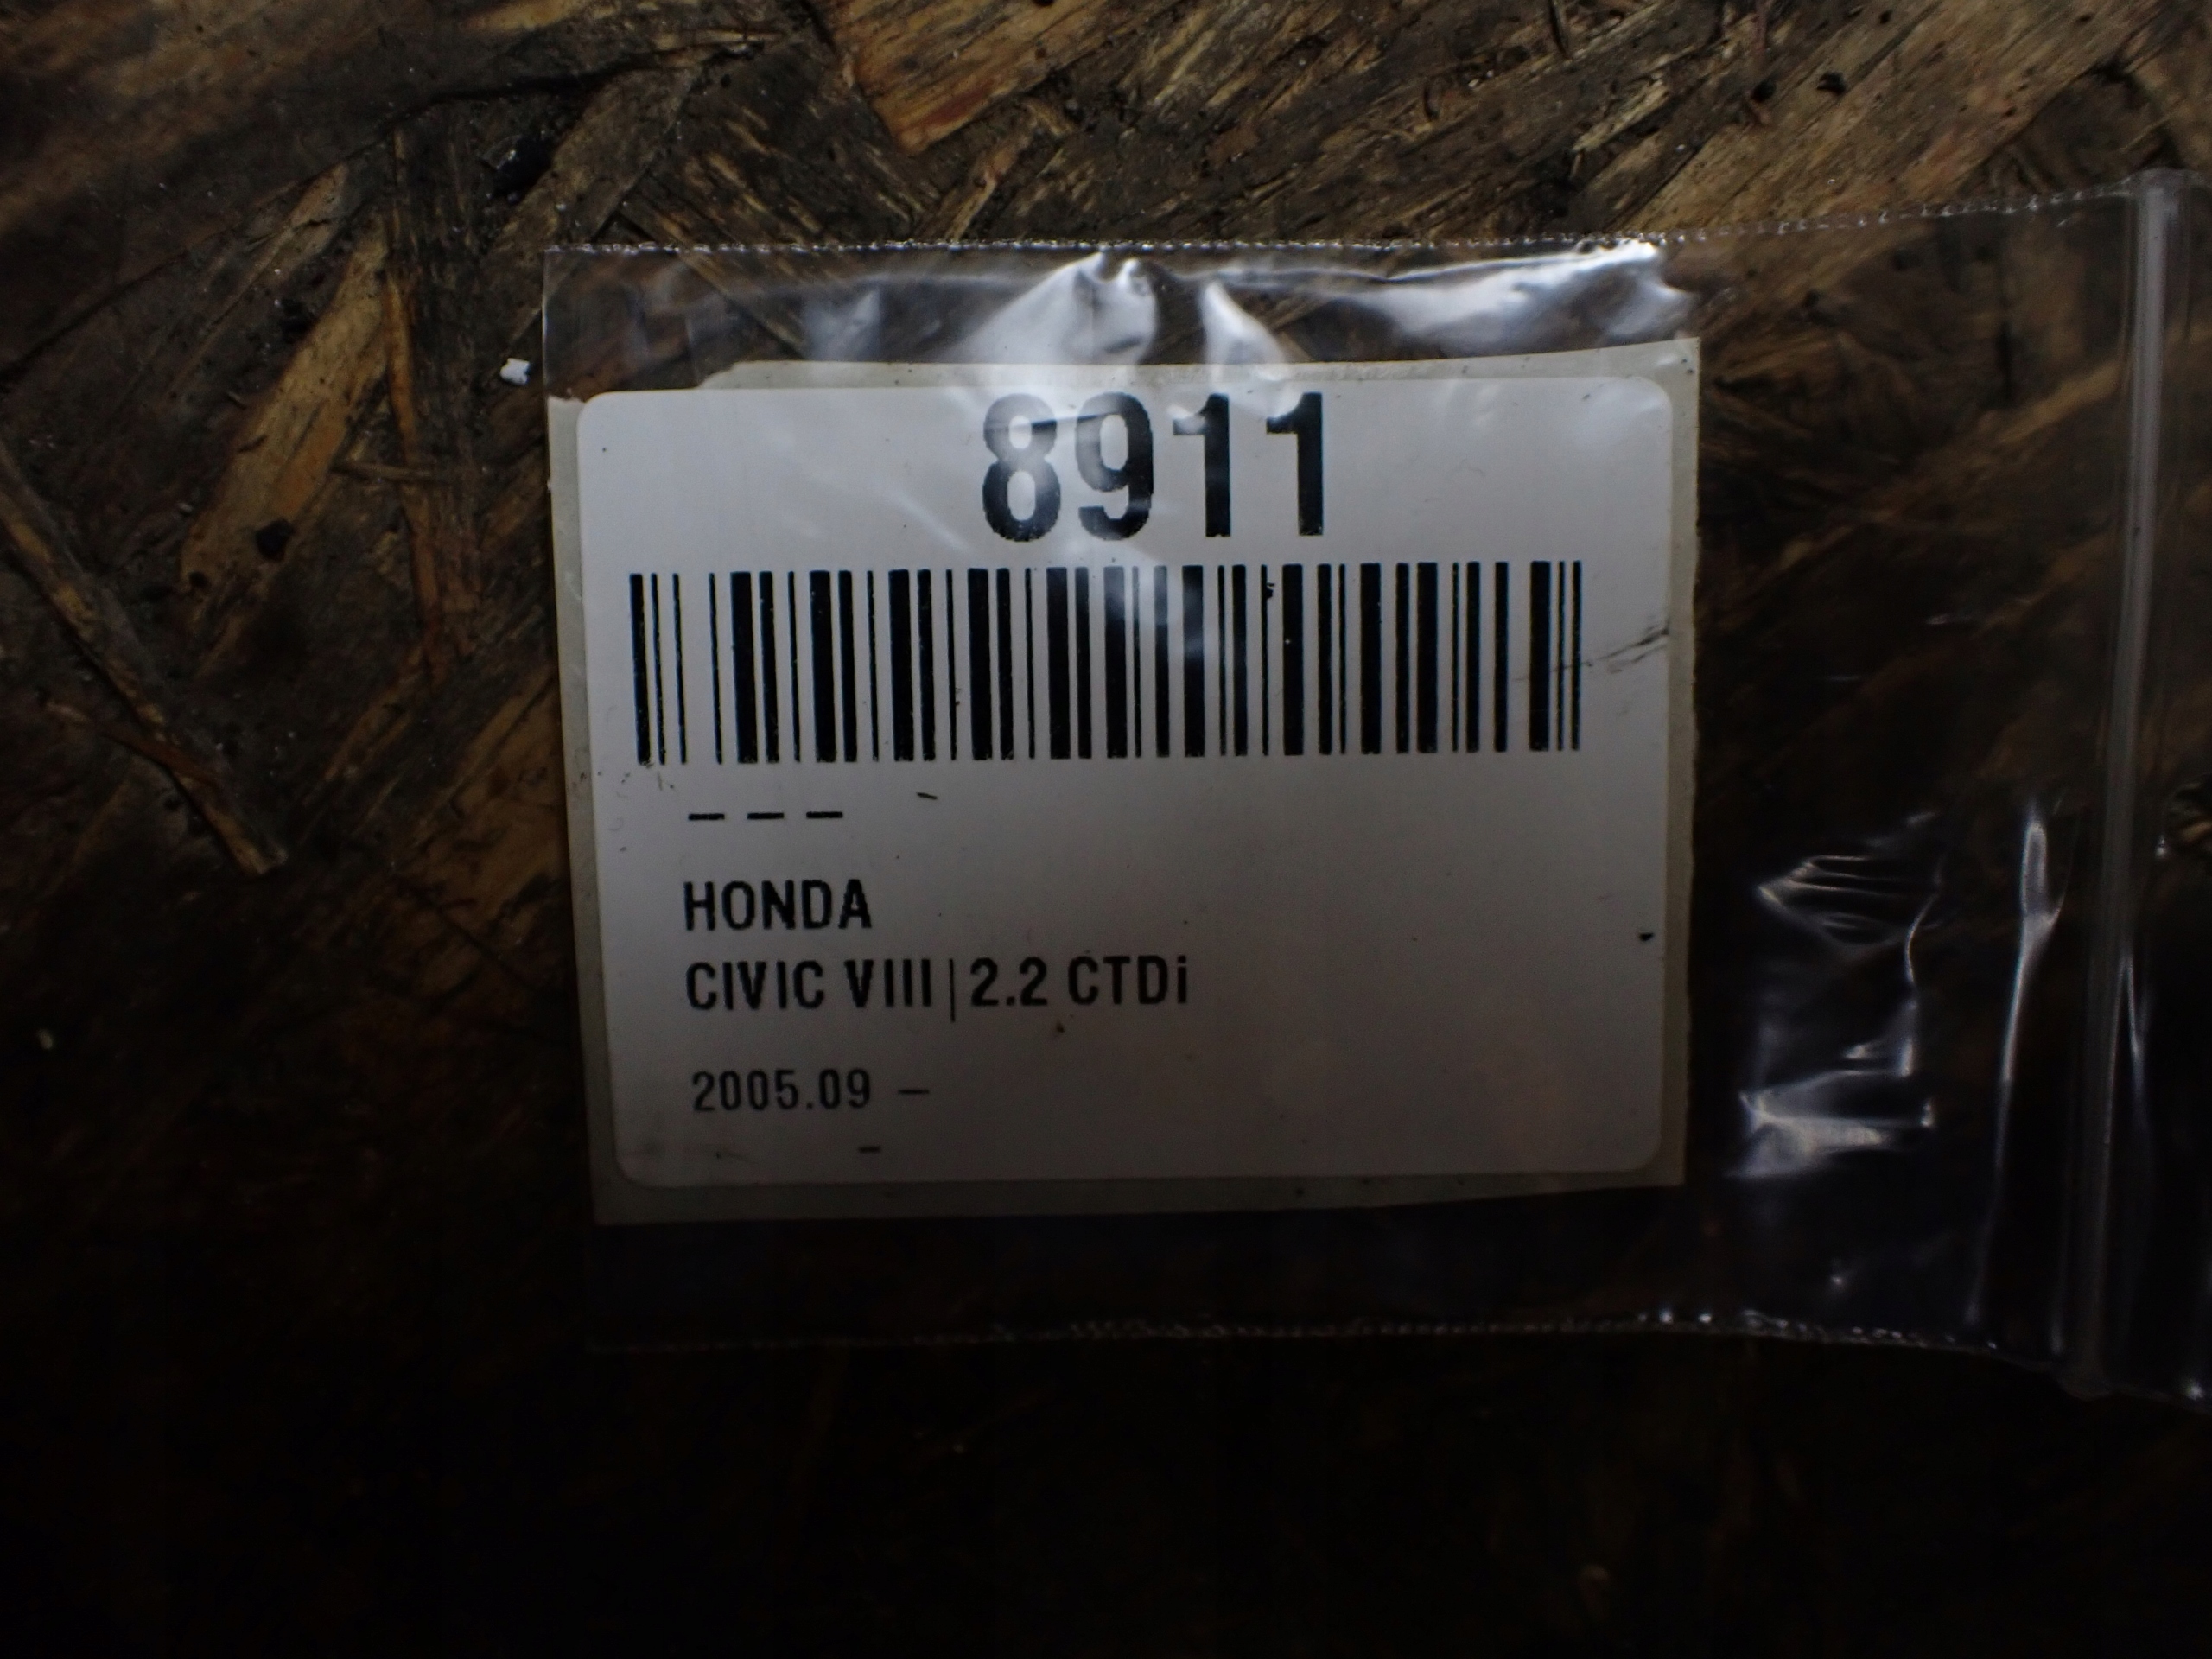 8911
– – –
HONDA
CIVIC VIII|2.2 CTDi
2005.09 –
–